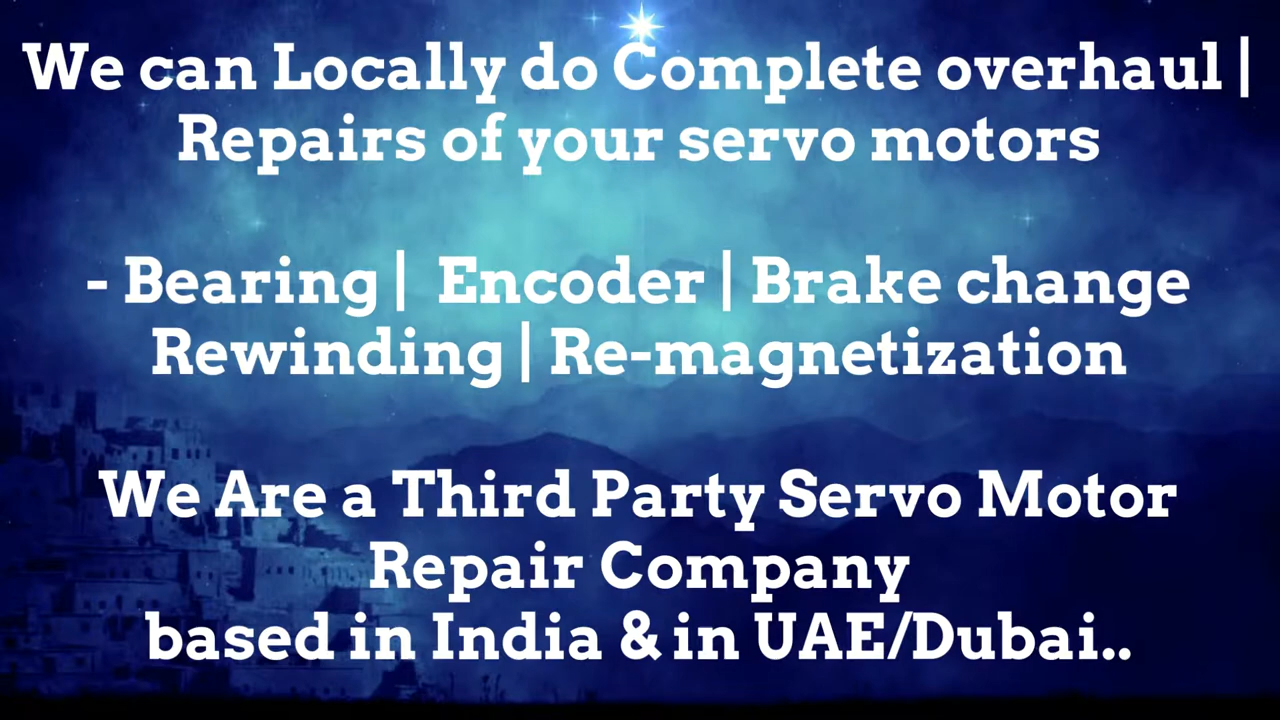 We can Locally do Complete overhaul |
Repairs of your servo motors
- Bearing | Encoder | Brake change
Rewinding | Re-magnetization
We Are a Third Party Servo Motor
Repair Company
based in India & in UAE/Dubai..